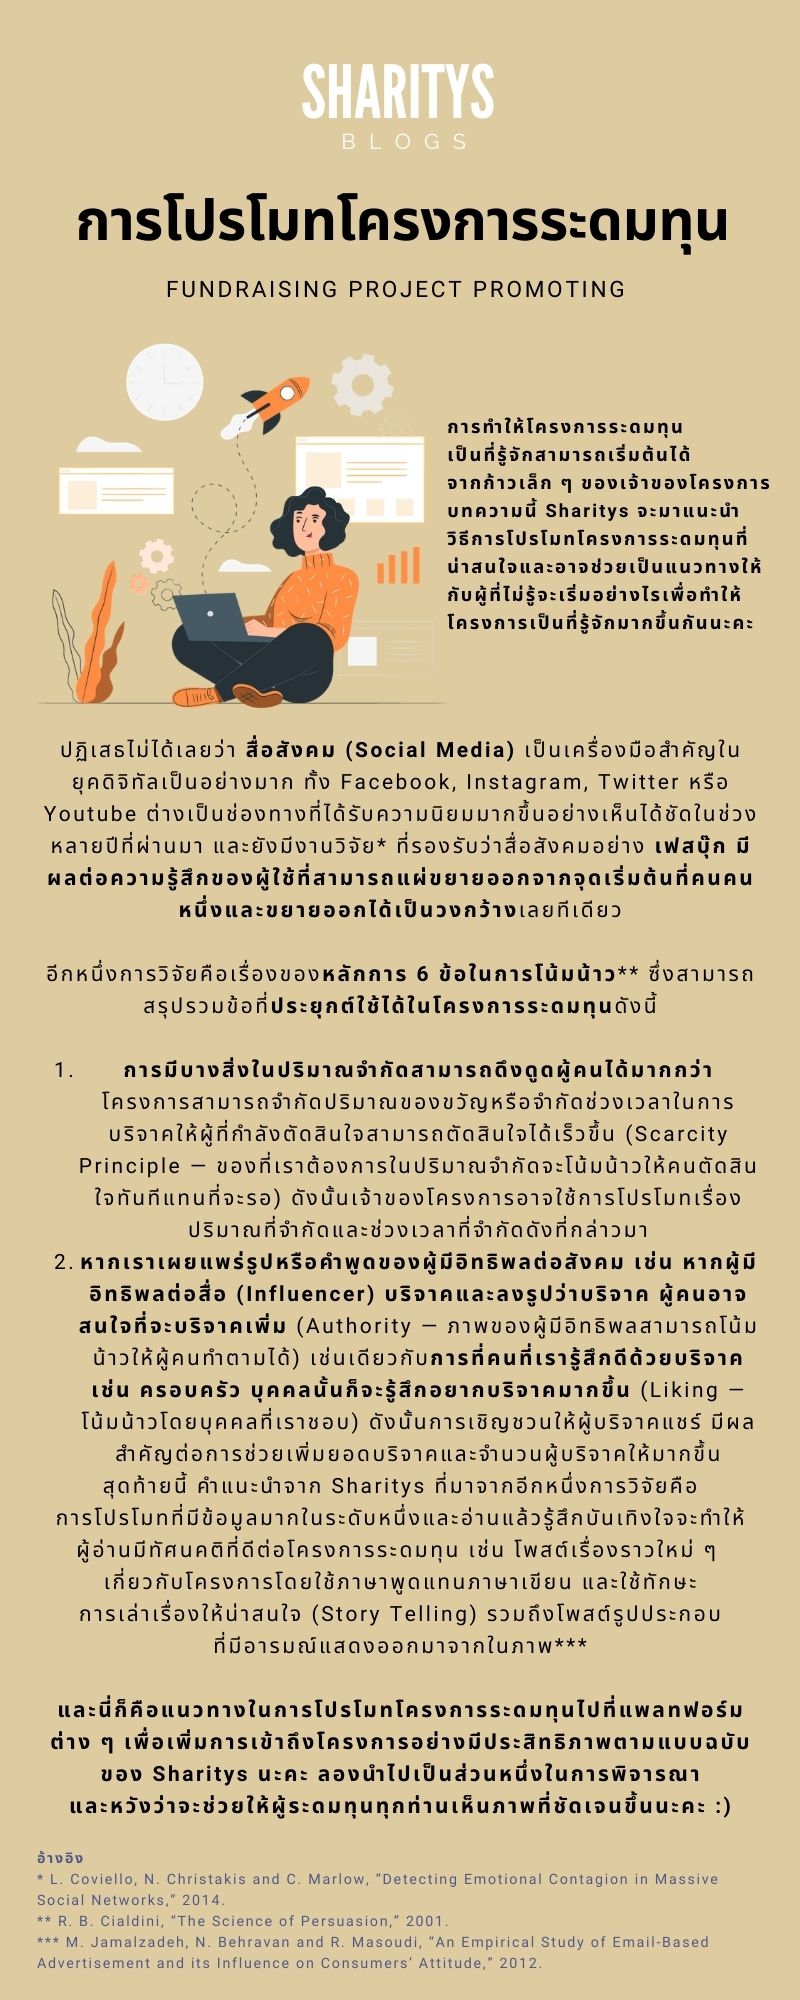 SHARITYS
BLOGS
การโปรโมทโครงการระดมทุน
FUNDRAISING PROJECT PROMOTING
การทำให้โครงการระดมทุน
เป็นที่รู้จักสามารถเริ่มต้นได้
จากก้าวเล็ก ๆ ของเจ้าของโครงการ
บทความนี้ Sharitys จะมาแนะนำ
วิธีการโปรโมทโครงการระดมทุนที่
น่าสนใจและอาจช่วยเป็นแนวทางให้
กับผู้ที่ไม่รู้จะเริ่มอย่างไรเพื่อทำให้
โครงการเป็นที่รู้จักมากขึ้นกันนะคะ
ปฏิเสธไม่ได้เลยว่า สื่อสังคม (Social Media) เป็นเครื่องมือสำคัญใน
ยุคดิจิทัลเป็นอย่างมาก ทั้ง Facebook, Instagram, Twitter หรือ
Youtube ต่างเป็นช่องทางที่ได้รับความนิยมมากขึ้นอย่างเห็นได้ชัดในช่วง
หลายปีที่ผ่านมา และยังมีงานวิจัย* ที่รองรับว่าสื่อสังคมอย่าง เฟสบุ๊ก มี
ผลต่อความรู้สึกของผู้ใช้ที่สามารถแผ่ขยายออกจากจุดเริ่มต้นที่คนคน
หนึ่งและขยายออกได้เป็นวงกว้างเลยทีเดียว
อีกหนึ่งการวิจัยคือเรื่องของหลักการ 6 ข้อในการโน้มน้าว** ซึ่งสามารถ
สรุปรวมข้อที่ประยุกต์ใช้ได้ในโครงการระดมทุนดังนี้
1. การมีบางสิ่งในปริมาณจำกัดสามารถดึงดูดผู้คนได้มากกว่า
โครงการสามารถจำกัดปริมาณของขวัญหรือจำกัดช่วงเวลาในการ
บริจาคให้ผู้ที่กำลังตัดสินใจสามารถตัดสินใจได้เร็วขึ้น (Scarcity
Principle — ของที่เราต้องการในปริมาณจำกัดจะโน้มน้าวให้คนตัดสิน
ใจทันทีแทนที่จะรอ) ดังนั้นเจ้าของโครงการอาจใช้การโปรโมทเรื่อง
ปริมาณที่จำกัดและช่วงเวลาที่จำกัดดังที่กล่าวมา
2. หากเราเผยแพร่รูปหรือคำพูดของผู้มีอิทธิพลต่อสังคม เช่น หากผู้มี
อิทธิพลต่อสื่อ (Influencer) บริจาคและลงรูปว่าบริจาค ผู้คนอาจ
สนใจที่จะบริจาคเพิ่ม (Authority — ภาพของผู้มีอิทธิพลสามารถโน้ม
น้าวให้ผู้คนทำตามได้) เช่นเดียวกับการที่คนที่เรารู้สึกดีด้วยบริจาค
เช่น ครอบครัว บุคคลนั้นก็จะรู้สึกอยากบริจาคมากขึ้น (Liking —
โน้มน้าวโดยบุคคลที่เราชอบ) ดังนั้นการเชิญชวนให้ผู้บริจาคแชร์ มีผล
สำคัญต่อการช่วยเพิ่มยอดบริจาคและจำนวนผู้บริจาคให้มากขึ้น
สุดท้ายนี้ คำแนะนำจาก Sharitys ที่มาจากอีกหนึ่งการวิจัยคือ
การโปรโมทที่มีข้อมูลมากในระดับหนึ่งและอ่านแล้วรู้สึกบันเทิงใจจะทำให้
ผู้อ่านมีทัศนคติที่ดีต่อโครงการระดมทุน เช่น โพสต์เรื่องราวใหม่ ๆ
เกี่ยวกับโครงการโดยใช้ภาษาพูดแทนภาษาเขียน และใช้ทักษะ
การเล่าเรื่องให้น่าสนใจ (Story Telling) รวมถึงโพสต์รูปประกอบ
ที่มีอารมณ์แสดงออกมาจากในภาพ***
และนี่ก็คือแนวทางในการโปรโมทโครงการระดมทุนไปที่แพลทฟอร์ม
ต่าง ๆ เพื่อเพิ่มการเข้าถึงโครงการอย่างมีประสิทธิภาพตามแบบฉบับ
ของ Sharitys นะคะ ลองนำไปเป็นส่วนหนึ่งในการพิจารณา
และหวังว่าจะช่วยให้ผู้ระดมทุนทุกท่านเห็นภาพที่ชัดเจนขึ้นนะคะ :)
อ้างอิง
* L. Coviello, N. Christakis and C. Marlow, “Detecting Emotional Contagion in Massive
Social Networks,” 2014.
** R. B. Cialdini, “The Science of Persuasion,” 2001.
*** M. Jamalzadeh, N. Behravan and R. Masoudi, “An Empirical Study of Email-Based
Advertisement and its Influence on Consumers’ Attitude,” 2012.